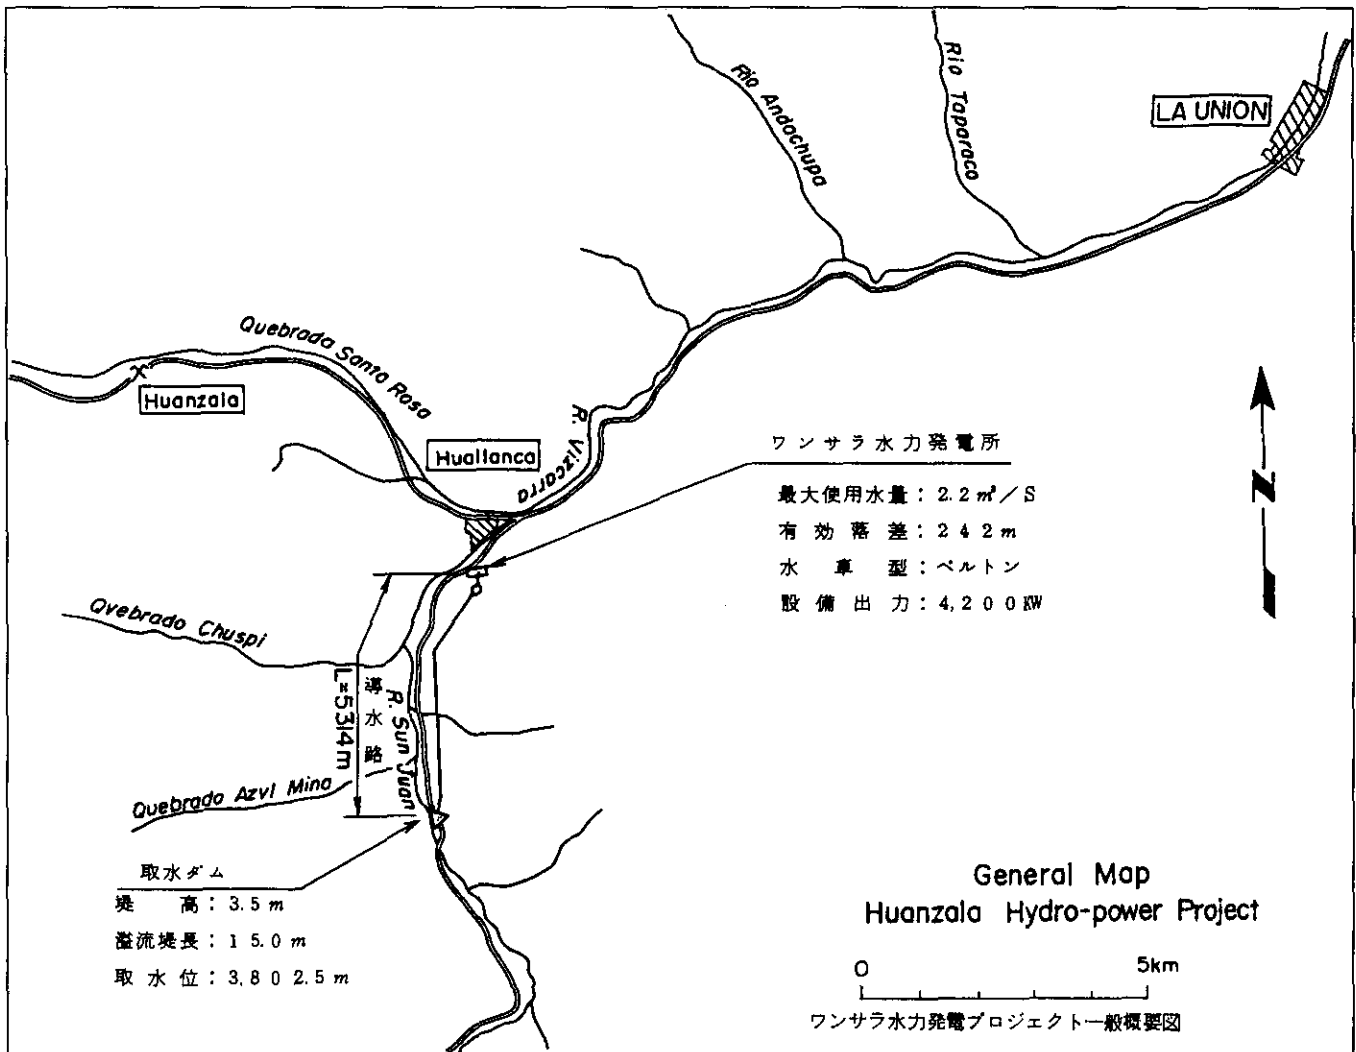 Rio Andachupa
Rio Taparaco
LA UNION
Quebrada Santa Rosa
Huanzala
Huallanca
R. Vizcarra
ワンサラ水力発電所
最大使用水量：2.2㎥／S
有効落差：242m
水車型：ペルトン
設備出力：4,200KW
N
Qvebrado Chuspi
導水路
L=5314m
R. Sun Juan
Quebrado Azvl Mina
取水ダム
堤高：3.5m
溢流堤長：15.0m
取水位：3,802.5m
General Map
Huanzala Hydro-power Project
0 5km
ワンサラ水力発電プロジェクト一般概要図